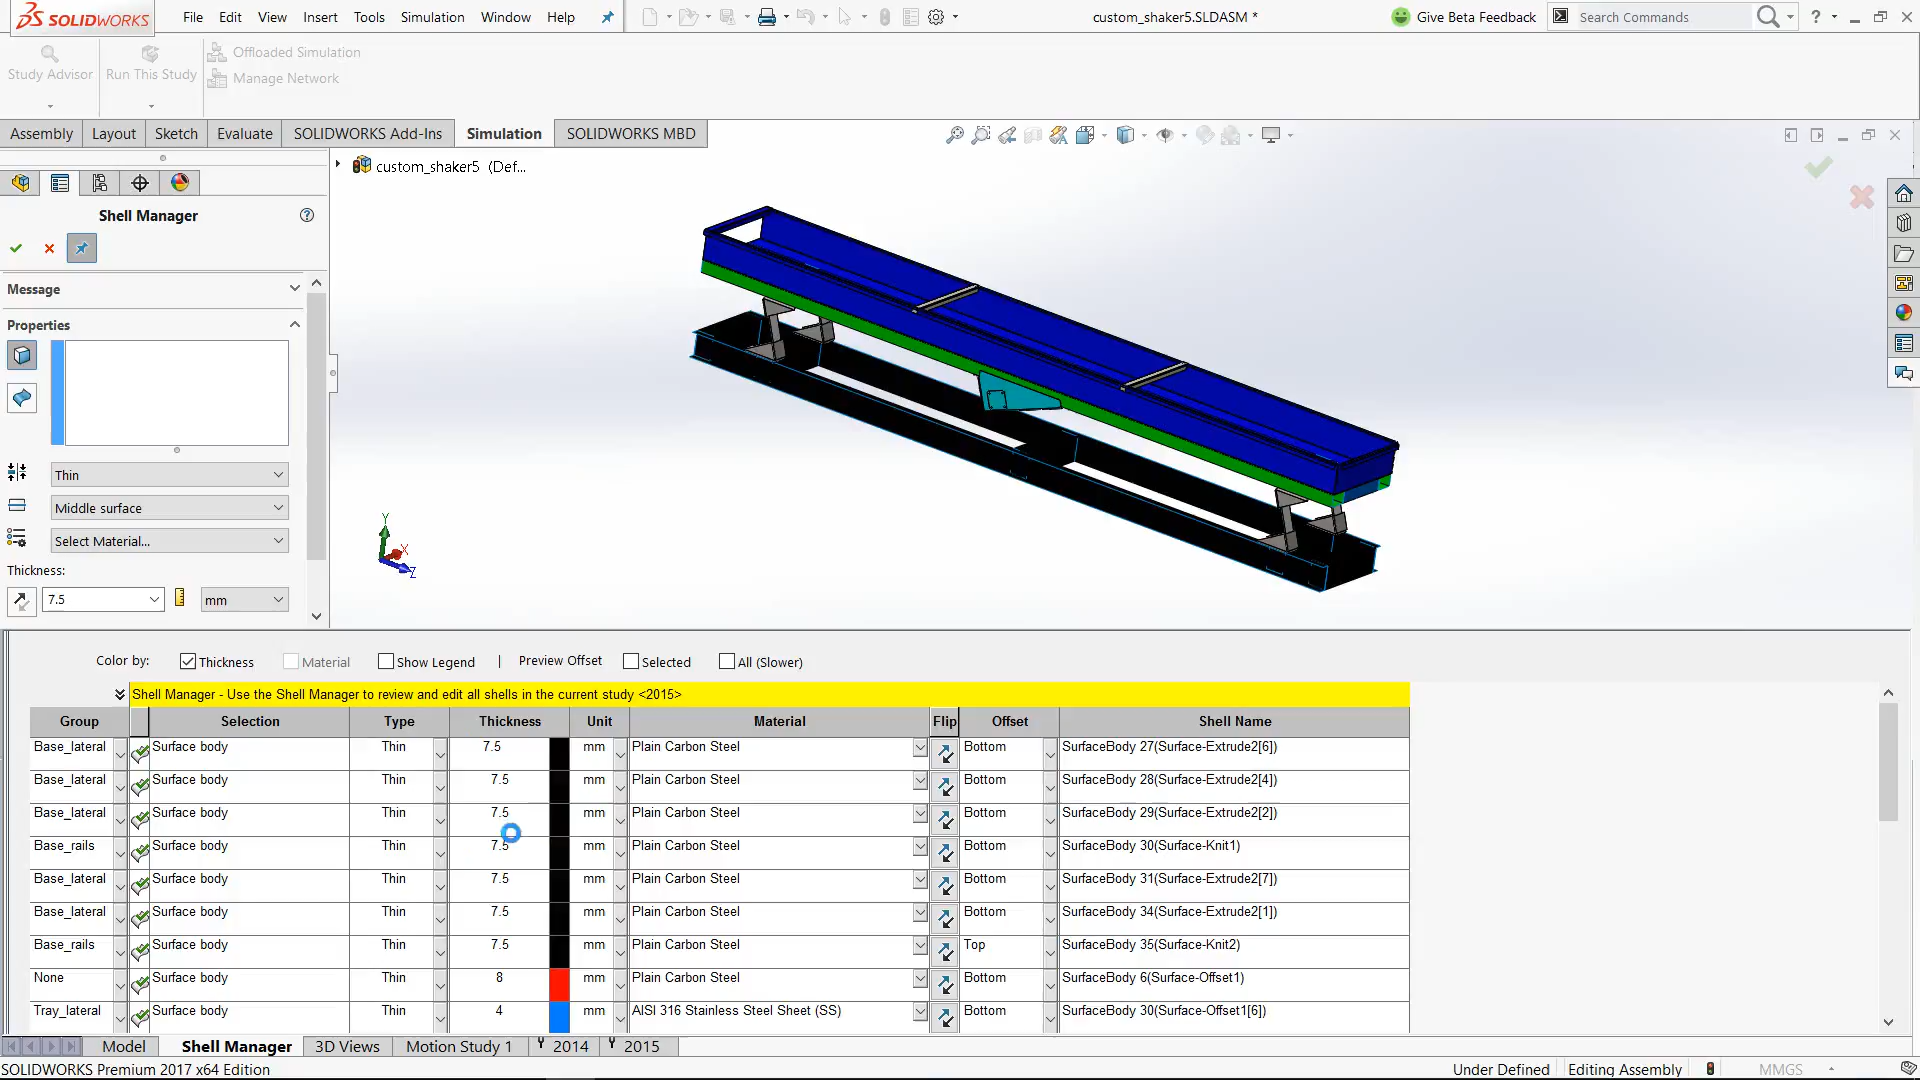 SOLIDWORKS File Edit View Insert Tools Simulation Window Help custom_shaker5.SLDASM * Give Beta Feedback Search Commands ?
Study Advisor Run This Study Offloaded Simulation
Manage Network
Assembly Layout Sketch Evaluate SOLIDWORKS Add-Ins Simulation SOLIDWORKS MBD
custom_shaker5 (Def...
Shell Manager
Message
Properties
Thin
Middle surface
Select Material...
Thickness:
7.5 mm
Y
X
Z
Color by: Thickness Material Show Legend | Preview Offset Selected All (Slower)
Shell Manager - Use the Shell Manager to review and edit all shells in the current study <2015>
Group Selection Type Thickness Unit Material Flip Offset Shell Name
Base_lateral Surface body Thin 7.5 mm Plain Carbon Steel Bottom SurfaceBody 27(Surface-Extrude2[6])
Base_lateral Surface body Thin 7.5 mm Plain Carbon Steel Bottom SurfaceBody 28(Surface-Extrude2[4])
Base_lateral Surface body Thin 7.5 mm Plain Carbon Steel Bottom SurfaceBody 29(Surface-Extrude2[2])
Base_rails Surface body Thin 7.5 mm Plain Carbon Steel Bottom SurfaceBody 30(Surface-Knit1)
Base_lateral Surface body Thin 7.5 mm Plain Carbon Steel Bottom SurfaceBody 31(Surface-Extrude2[7])
Base_lateral Surface body Thin 7.5 mm Plain Carbon Steel Bottom SurfaceBody 34(Surface-Extrude2[1])
Base_rails Surface body Thin 7.5 mm Plain Carbon Steel Top SurfaceBody 35(Surface-Knit2)
None Surface body Thin 8 mm Plain Carbon Steel Bottom SurfaceBody 6(Surface-Offset1)
Tray_lateral Surface body Thin 4 mm AISI 316 Stainless Steel Sheet (SS) Bottom SurfaceBody 30(Surface-Offset1[6])
Model Shell Manager 3D Views Motion Study 1 2014 2015
SOLIDWORKS Premium 2017 x64 Edition Under Defined Editing Assembly MMGS